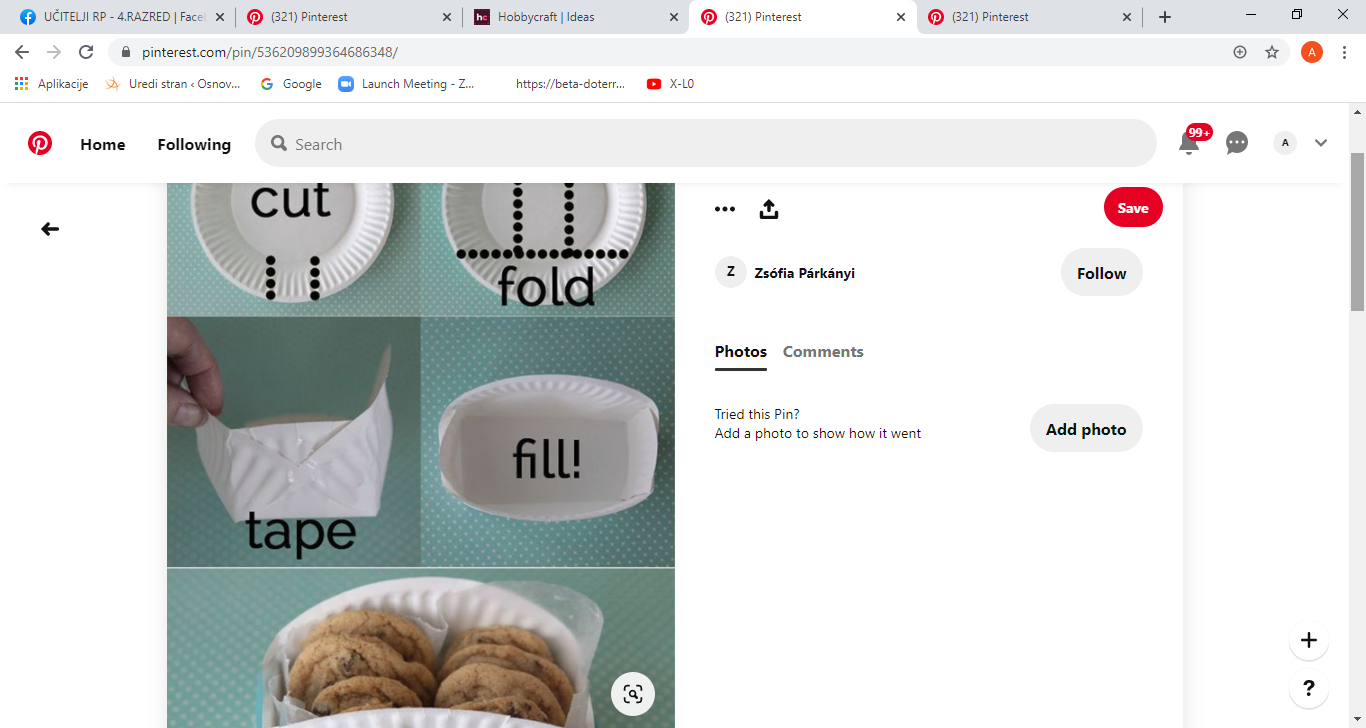 UČITELJI RP - 4.RAZRED | Face
(321) Pinterest
hc Hobbycraft | Ideas
(321) Pinterest
(321) Pinterest
pinterest.com/pin/536209899364686348/
A
Aplikacije
Uredi stran ‹ Osnov...
Google
Launch Meeting - Z...
https://beta-doterr...
X-L0
Home
Following
Search
99+
A
cut
fold
tape
fill!
Save
Z Zsófia Párkányi
Follow
Photos Comments
Tried this Pin?
Add a photo to show how it went
Add photo
?